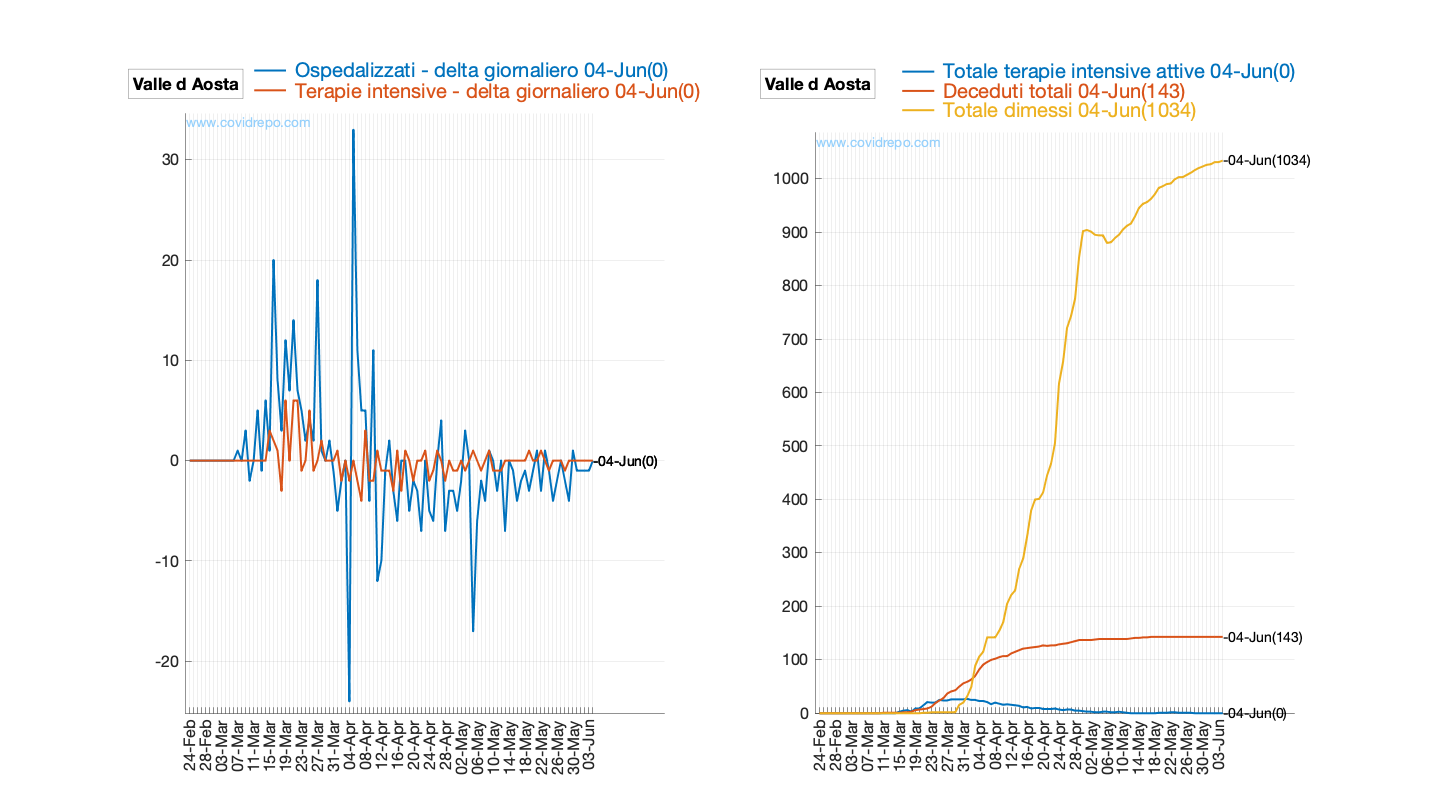 Valle d Aosta
Ospedalizzati - delta giornaliero 04-Jun(0)
Terapie intensive - delta giornaliero 04-Jun(0)
www.covidrepo.com
30
20
10
0
-10
-20
-04-Jun(0)
24-Feb
28-Feb
03-Mar
07-Mar
11-Mar
15-Mar
19-Mar
23-Mar
27-Mar
31-Mar
04-Apr
08-Apr
12-Apr
16-Apr
20-Apr
24-Apr
28-Apr
02-May
06-May
10-May
14-May
18-May
22-May
26-May
30-May
03-Jun
Valle d Aosta
Totale terapie intensive attive 04-Jun(0)
Deceduti totali 04-Jun(143)
Totale dimessi 04-Jun(1034)
www.covidrepo.com
1000
900
800
700
600
500
400
300
200
100
0
-04-Jun(1034)
-04-Jun(143)
-04-Jun(0)
24-Feb
28-Feb
03-Mar
07-Mar
11-Mar
15-Mar
19-Mar
23-Mar
27-Mar
31-Mar
04-Apr
08-Apr
12-Apr
16-Apr
20-Apr
24-Apr
28-Apr
02-May
06-May
10-May
14-May
18-May
22-May
26-May
30-May
03-Jun